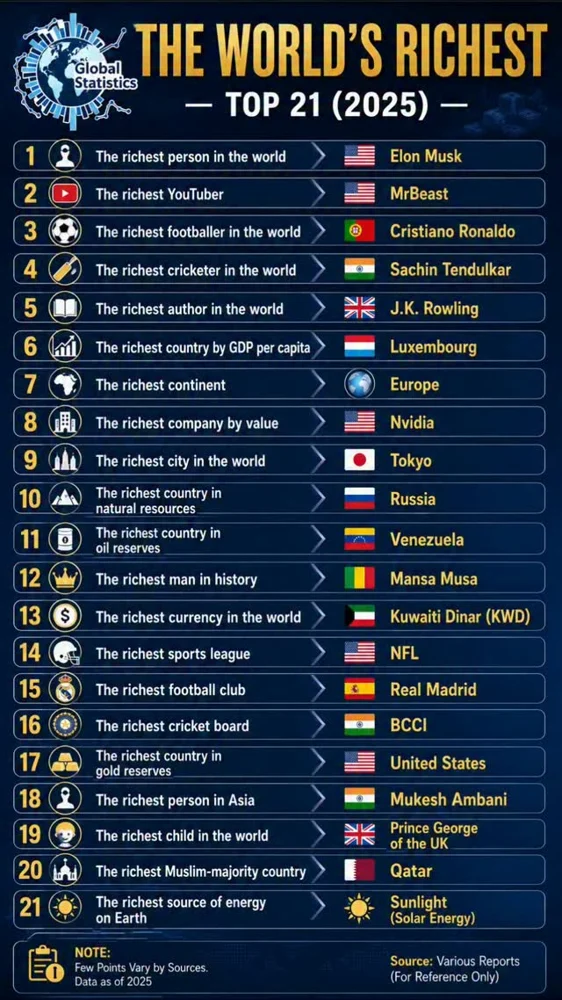 Global
Statistics
THE WORLD'S RICHEST
— TOP 21 (2025) —
1 The richest person in the world Elon Musk
2 The richest YouTuber MrBeast
3 The richest footballer in the world Cristiano Ronaldo
4 The richest cricketer in the world Sachin Tendulkar
5 The richest author in the world J.K. Rowling
6 The richest country by GDP per capita Luxembourg
7 The richest continent Europe
8 The richest company by value Nvidia
9 The richest city in the world Tokyo
10 The richest country in
natural resources Russia
11 The richest country in
oil reserves Venezuela
12 The richest man in history Mansa Musa
13 The richest currency in the world Kuwaiti Dinar (KWD)
14 The richest sports league NFL
15 The richest football club Real Madrid
16 The richest cricket board BCCI
17 The richest country in
gold reserves United States
18 The richest person in Asia Mukesh Ambani
19 The richest child in the world Prince George
of the UK
20 The richest Muslim-majority country Qatar
21 The richest source of energy
on Earth Sunlight
(Solar Energy)
NOTE:
Few Points Vary by Sources.
Data as of 2025
Source: Various Reports
(For Reference Only)